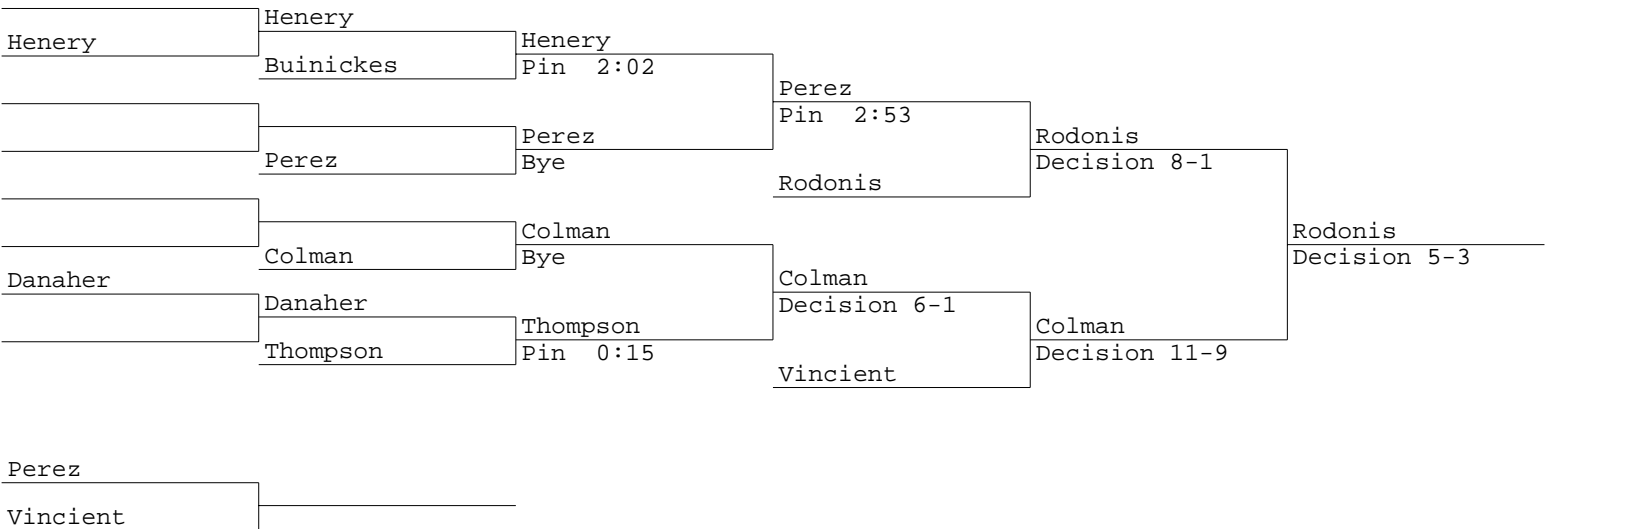 Henery
Henery
Henery
Buinickes
Pin 2:02
Perez
Pin 2:53
Perez
Rodonis
Perez
Bye
Decision 8-1
Rodonis
Colman
Rodonis
Colman
Bye
Decision 5-3
Danaher
Colman
Danaher
Decision 6-1
Thompson
Colman
Thompson
Pin 0:15
Decision 11-9
Vincient
Perez
Vincient